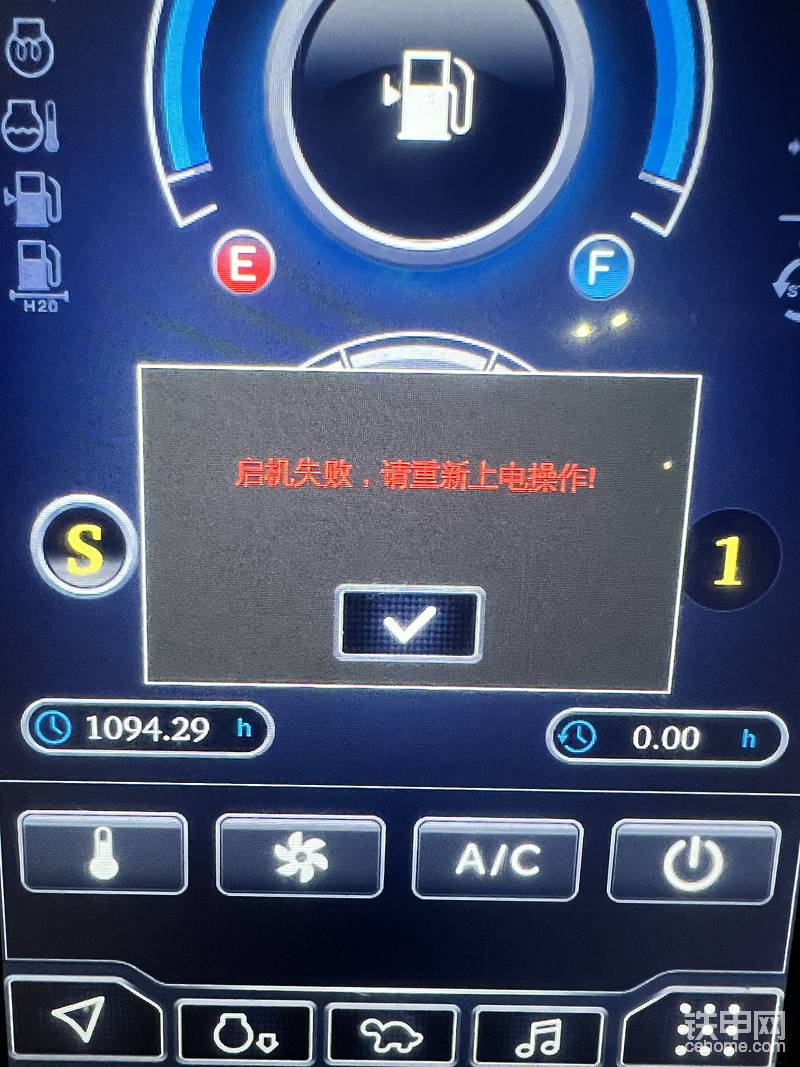 H2O
E
F
启机失败，请重新上电操作!
S
1
1094.29 h
0.00 h
A/C
铁甲网
cehome.com